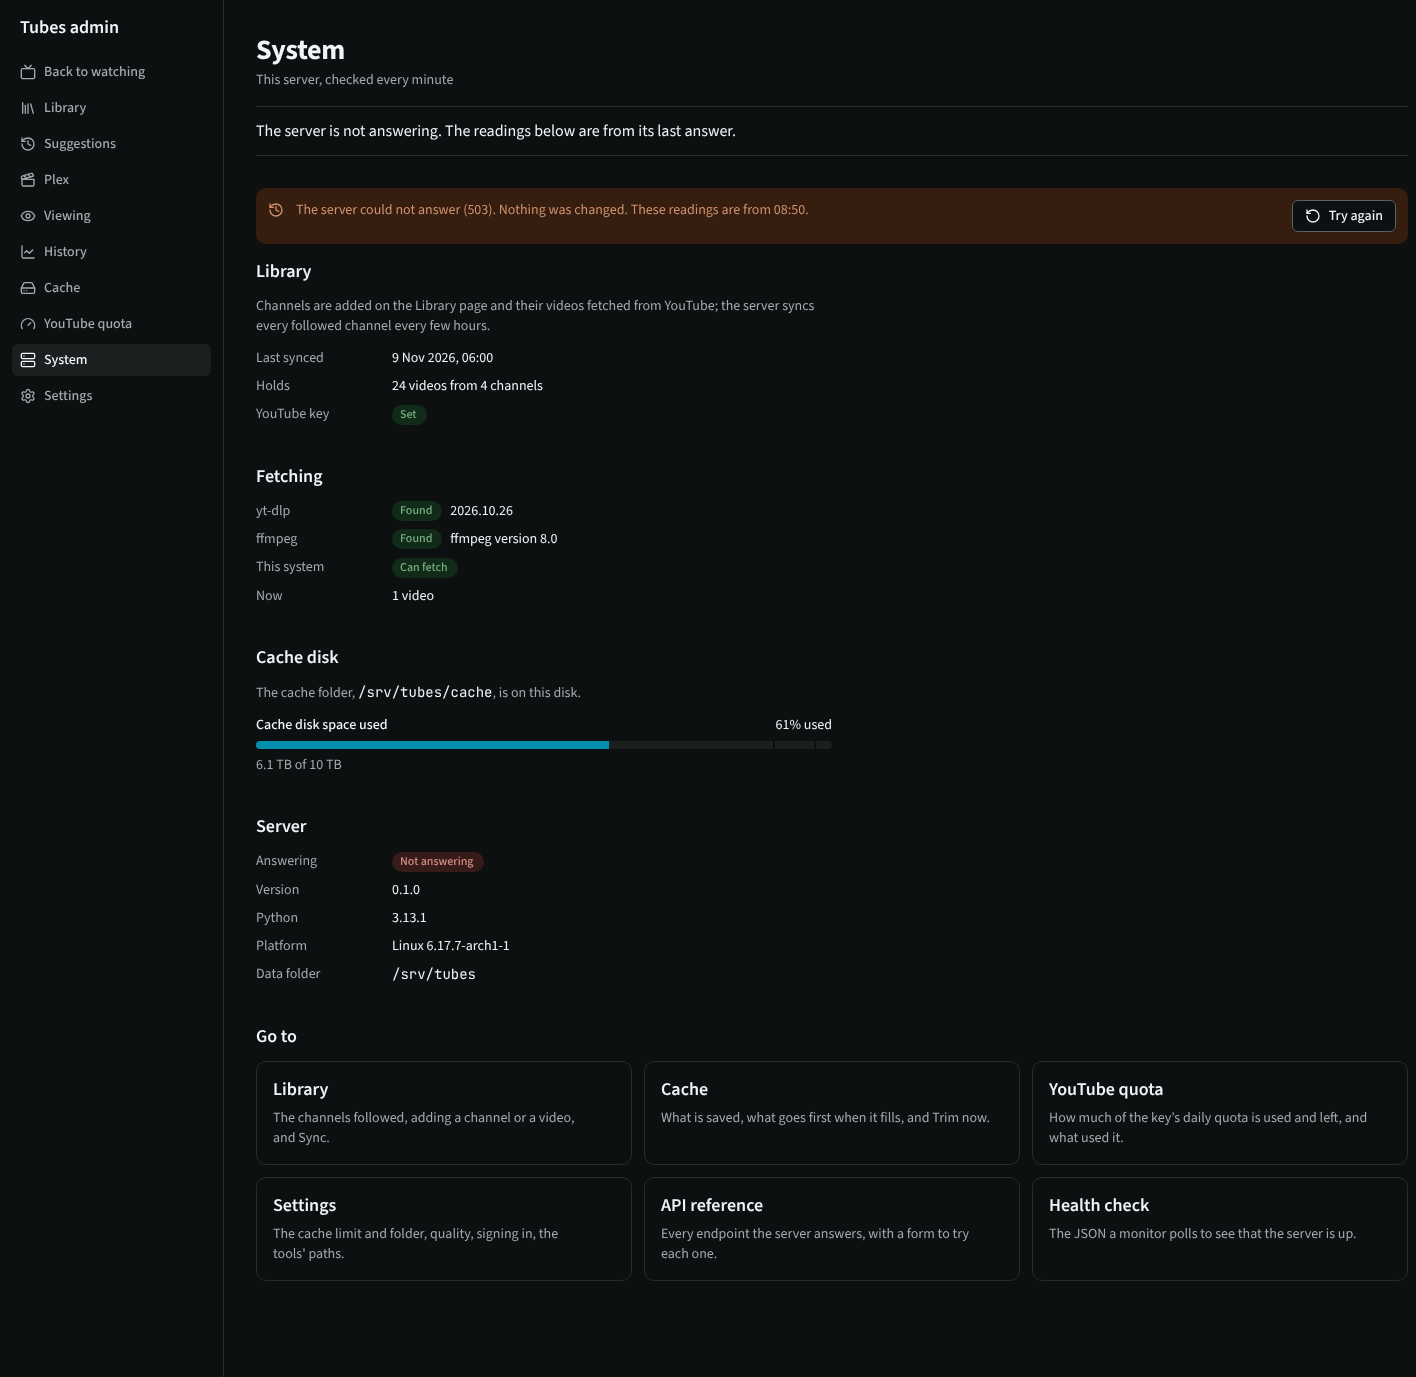 Tubes admin
Back to watching
Library
Suggestions
Plex
Viewing
History
Cache
YouTube quota
System
Settings
System
This server, checked every minute
The server is not answering. The readings below are from its last answer.
The server could not answer (503). Nothing was changed. These readings are from 08:50.
Try again
Library
Channels are added on the Library page and their videos fetched from YouTube; the server syncs
every followed channel every few hours.
Last synced 9 Nov 2026, 06:00
Holds 24 videos from 4 channels
YouTube key Set
Fetching
yt-dlp Found 2026.10.26
ffmpeg Found ffmpeg version 8.0
This system Can fetch
Now 1 video
Cache disk
The cache folder, /srv/tubes/cache, is on this disk.
Cache disk space used 61% used
6.1 TB of 10 TB
Server
Answering Not answering
Version 0.1.0
Python 3.13.1
Platform Linux 6.17.7-arch1-1
Data folder /srv/tubes
Go to
Library
The channels followed, adding a channel or a video,
and Sync.
Cache
What is saved, what goes first when it fills, and Trim now.
YouTube quota
How much of the key's daily quota is used and left, and
what used it.
Settings
The cache limit and folder, quality, signing in, the
tools' paths.
API reference
Every endpoint the server answers, with a form to try
each one.
Health check
The JSON a monitor polls to see that the server is up.